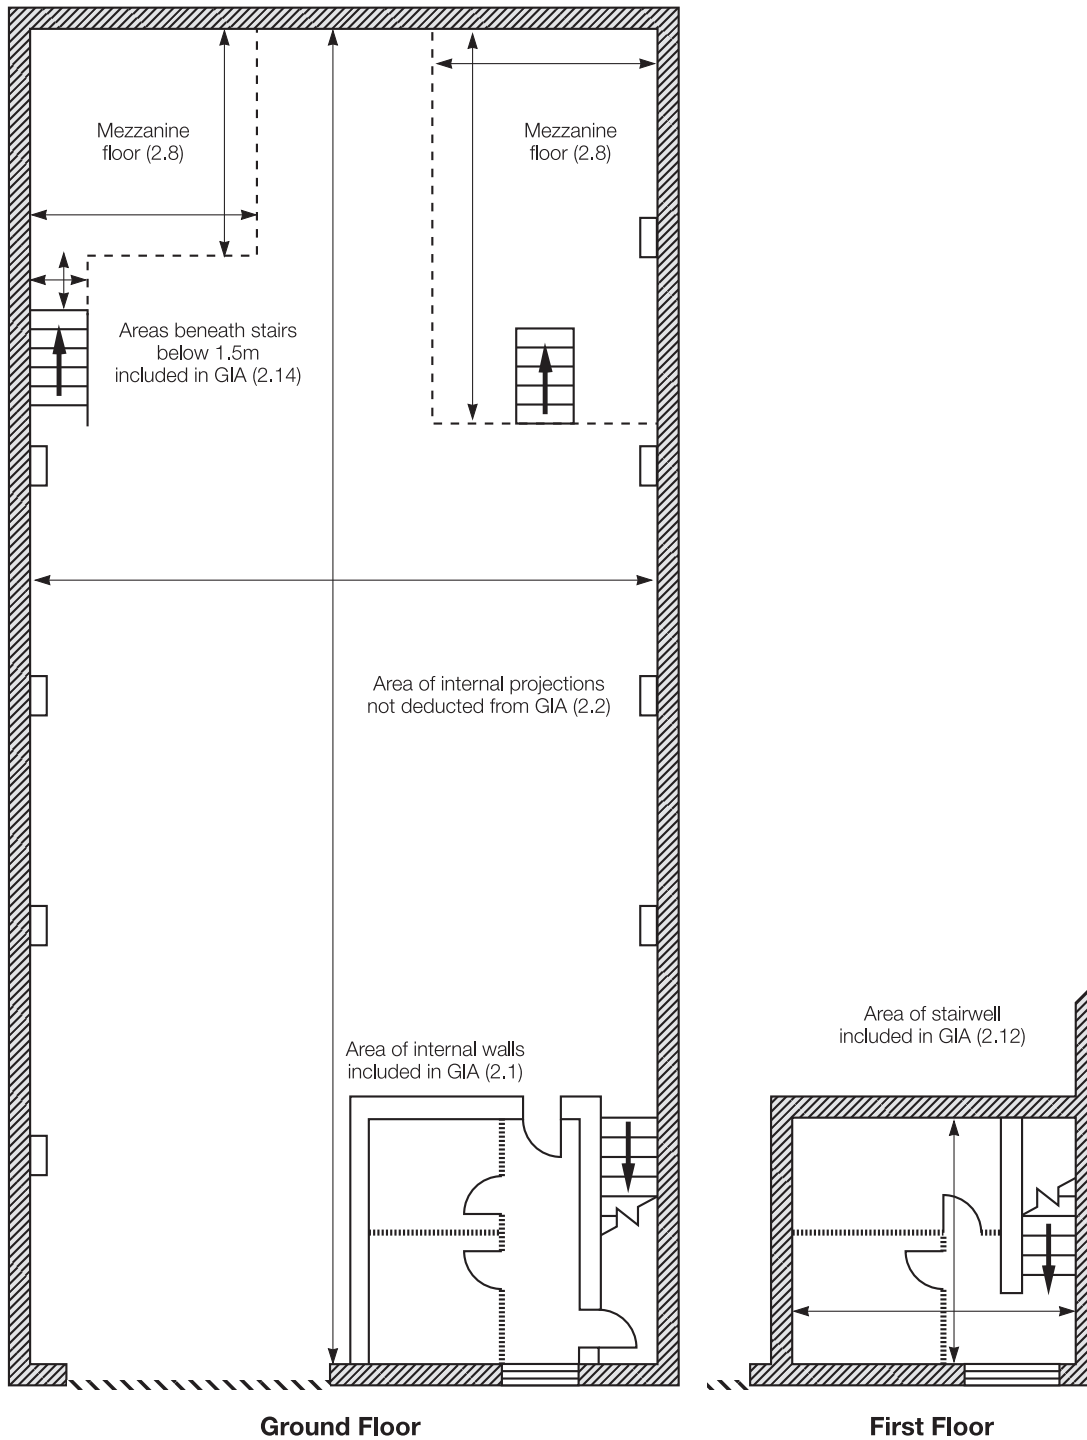 Mezzanine
floor (2.8)
Mezzanine
floor (2.8)
Areas beneath stairs
below 1.5m
included in GIA (2.14)
Area of internal projections
not deducted from GIA (2.2)
Area of internal walls
included in GIA (2.1)
Area of stairwell
included in GIA (2.12)
Ground Floor
First Floor